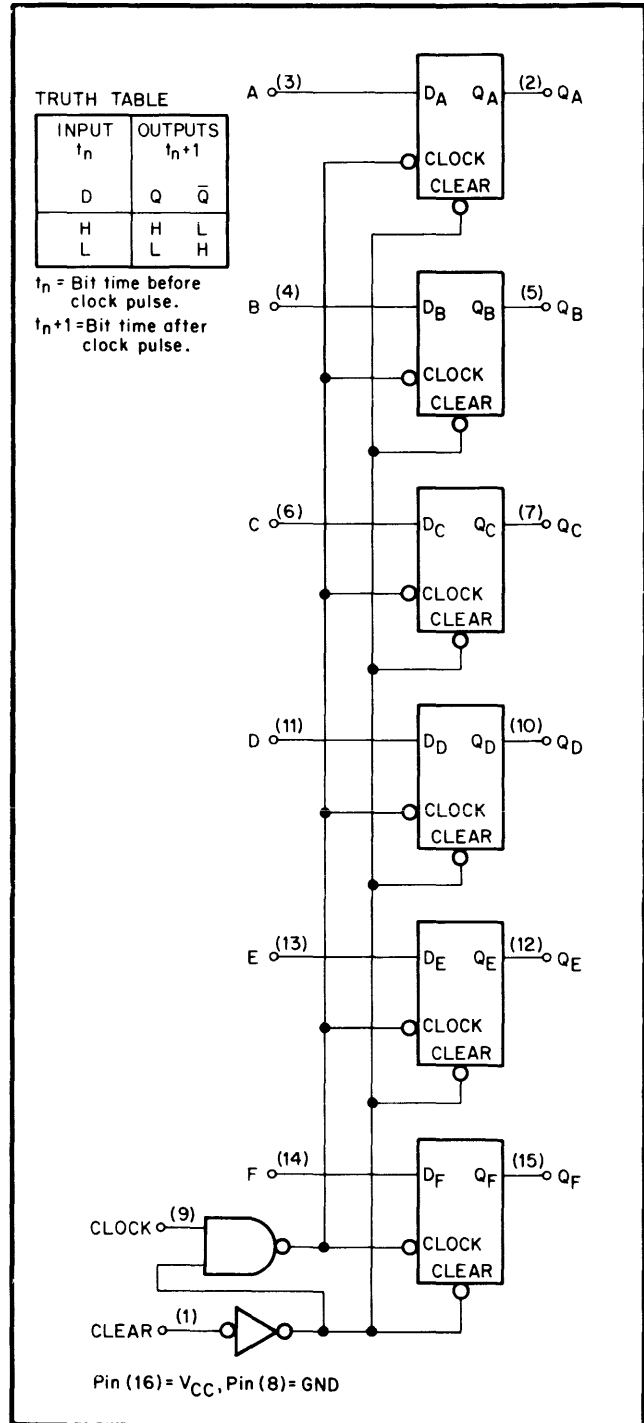 TRUTH TABLE
INPUT OUTPUTS
tn tn+1
D Q Q̄
H H L
L L H
tn = Bit time before
clock pulse.
tn+1 = Bit time after
clock pulse.
A (3) DA QA (2) QA
CLOCK
CLEAR
B (4) DB QB (5) QB
CLOCK
CLEAR
C (6) DC QC (7) QC
CLOCK
CLEAR
D (11) DD QD (10) QD
CLOCK
CLEAR
E (13) DE QE (12) QE
CLOCK
CLEAR
F (14) DF QF (15) QF
CLOCK (9) CLOCK
CLEAR
CLEAR (1)
Pin (16) = VCC, Pin (8) = GND